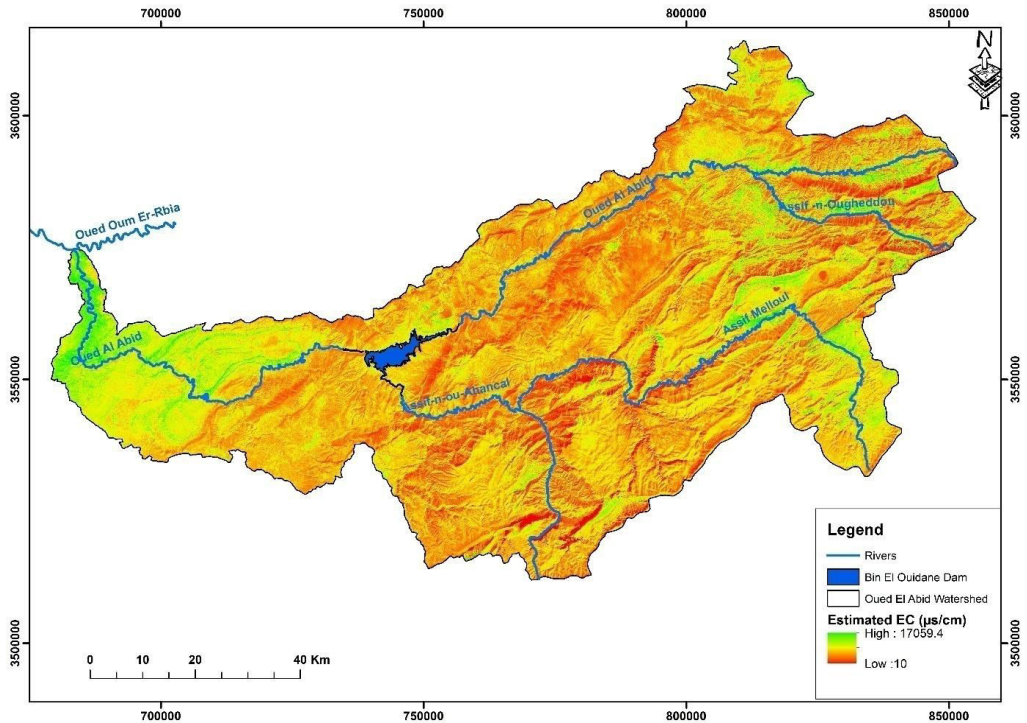 700000
750000
800000
850000
N
3600000
3600000
Oued Oum Er-Rbia
Oued Al Abid
Assif -n-Ougheddou
Assif Melloul
Oued Al Abid
3550000
3550000
Assif-n-ou-Ahancal
Legend
Rivers
Bin El Ouidane Dam
Oued El Abid Watershed
Estimated EC (µs/cm)
High : 17059.4
Low :10
3500000
3500000
0 10 20 40 Km
700000
750000
800000
850000